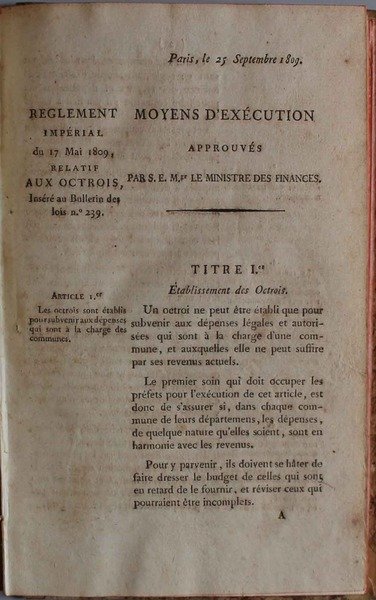 Paris, le 25 Septembre 1809.
REGLEMENT
IMPÉRIAL
du 17 Mai 1809,
RELATIF
AUX OCTROIS,
Inséré au Bulletin des
lois n.º 239.
MOYENS D'EXÉCUTION
APPROUVÉS
PAR S. E. M.gr LE MINISTRE DES FINANCES.
TITRE I.er
Établissement des Octrois.
ARTICLE 1.er
Les octrois sont établis
pour subvenir aux dépenses
qui sont à la charge des
communes.
Un octroi ne peut être établi que pour
subvenir aux dépenses légales et autori-
sées qui sont à la charge d'une com-
mune, et auxquelles elle ne peut suffire
par ses revenus actuels.
Le premier soin qui doit occuper les
préfets pour l'exécution de cet article, est
donc de s'assurer si, dans chaque com-
mune de leurs départemens, les dépenses,
de quelque nature qu'elles soient, sont en
harmonie avec les revenus.
Pour y parvenir, ils doivent se hâter de
faire dresser le budget de celles qui sont
en retard de le fournir, et réviser ceux qui
pourraient être incomplets.
A